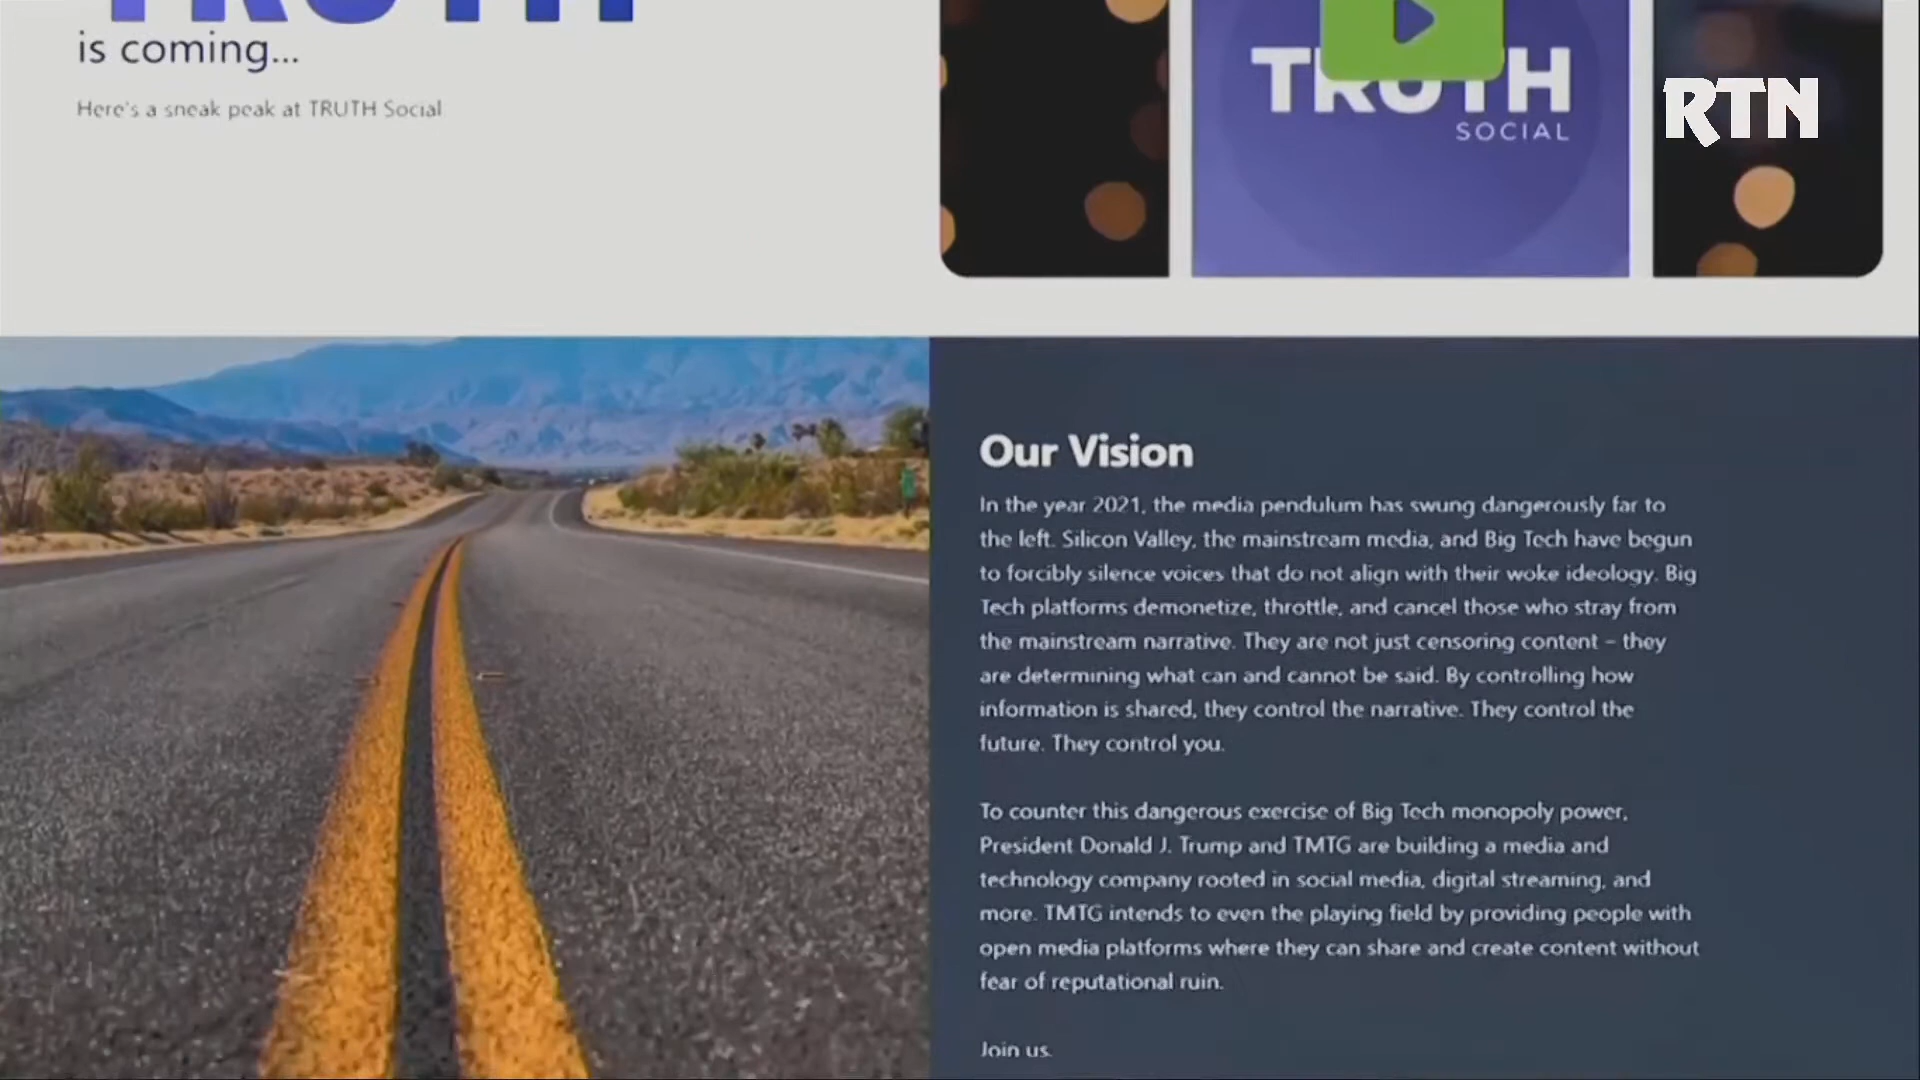 TRUTH
is coming...
Here's a sneak peak at TRUTH Social
TRUTH
SOCIAL
RTN
Our Vision
In the year 2021, the media pendulum has swung dangerously far to
the left. Silicon Valley, the mainstream media, and Big Tech have begun
to forcibly silence voices that do not align with their woke ideology. Big
Tech platforms demonetize, throttle, and cancel those who stray from
the mainstream narrative. They are not just censoring content – they
are determining what can and cannot be said. By controlling how
information is shared, they control the narrative. They control the
future. They control you.
To counter this dangerous exercise of Big Tech monopoly power,
President Donald J. Trump and TMTG are building a media and
technology company rooted in social media, digital streaming, and
more. TMTG intends to even the playing field by providing people with
open media platforms where they can share and create content without
fear of reputational ruin.
Join us.